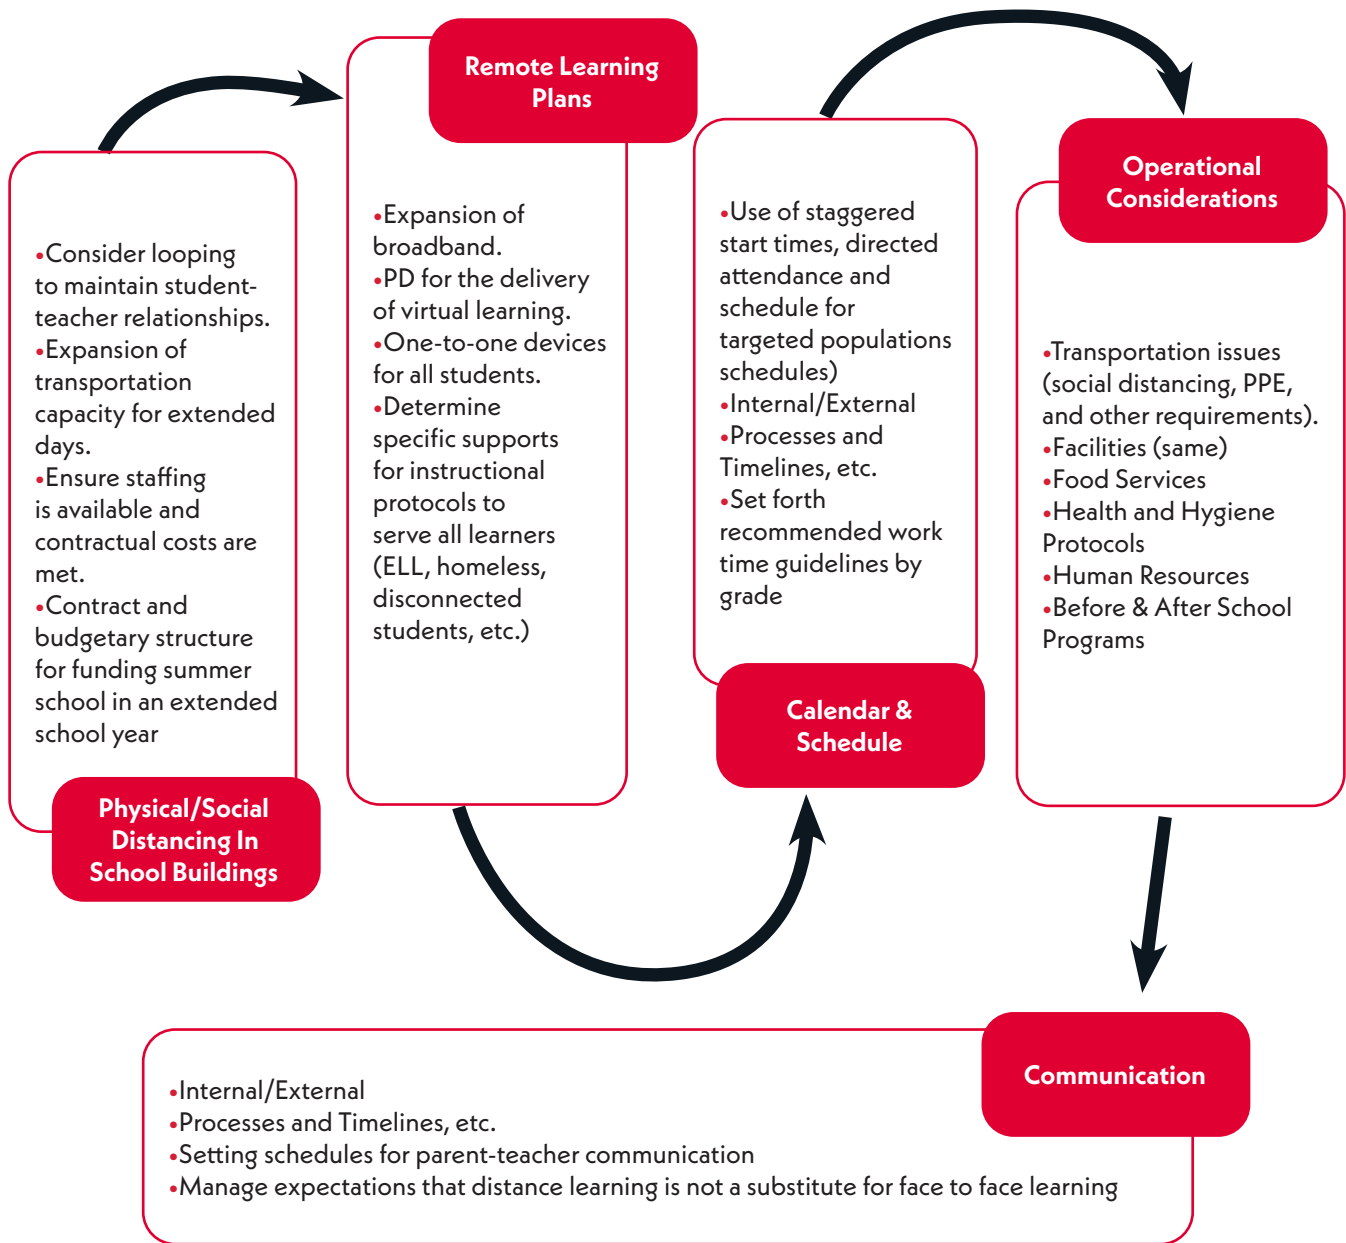 •Consider looping
to maintain student-
teacher relationships.
•Expansion of
transportation
capacity for extended
days.
•Ensure staffing
is available and
contractual costs are
met.
•Contract and
budgetary structure
for funding summer
school in an extended
school year
Physical/Social
Distancing In
School Buildings
Remote Learning
Plans
•Expansion of
broadband.
•PD for the delivery
of virtual learning.
•One-to-one devices
for all students.
•Determine
specific supports
for instructional
protocols to
serve all learners
(ELL, homeless,
disconnected
students, etc.)
•Use of staggered
start times, directed
attendance and
schedule for
targeted populations
schedules)
•Internal/External
•Processes and
Timelines, etc.
•Set forth
recommended work
time guidelines by
grade
Calendar &
Schedule
Operational
Considerations
•Transportation issues
(social distancing, PPE,
and other requirements).
•Facilities (same)
•Food Services
•Health and Hygiene
Protocols
•Human Resources
•Before & After School
Programs
Communication
•Internal/External
•Processes and Timelines, etc.
•Setting schedules for parent-teacher communication
•Manage expectations that distance learning is not a substitute for face to face learning